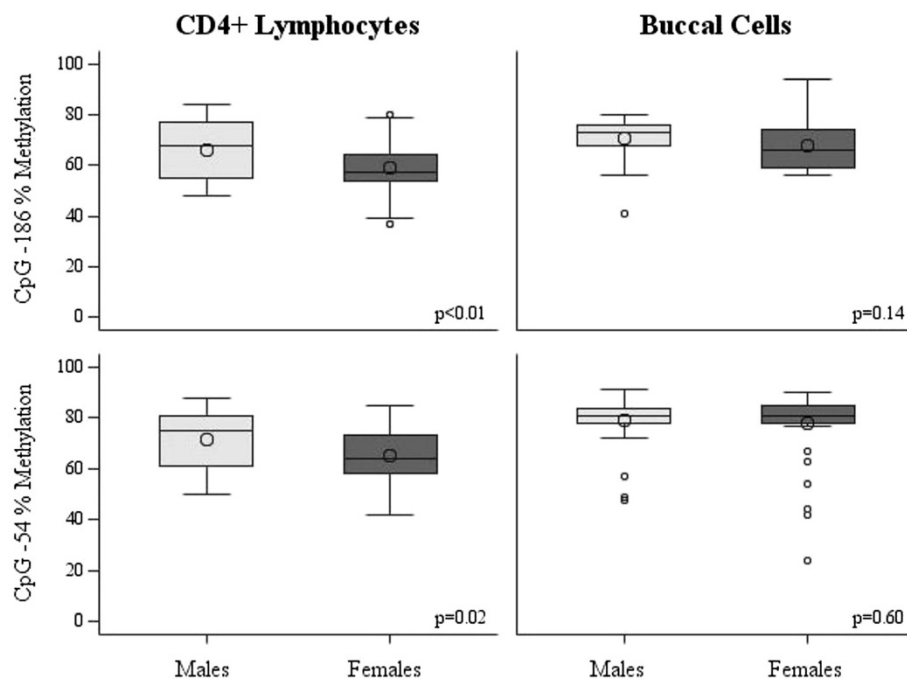 CD4+ Lymphocytes
Buccal Cells
CpG -186 % Methylation
100
80
60
40
20
0
p<0.01
p=0.14
CpG -54 % Methylation
100
80
60
40
20
0
p=0.02
p=0.60
Males
Females
Males
Females